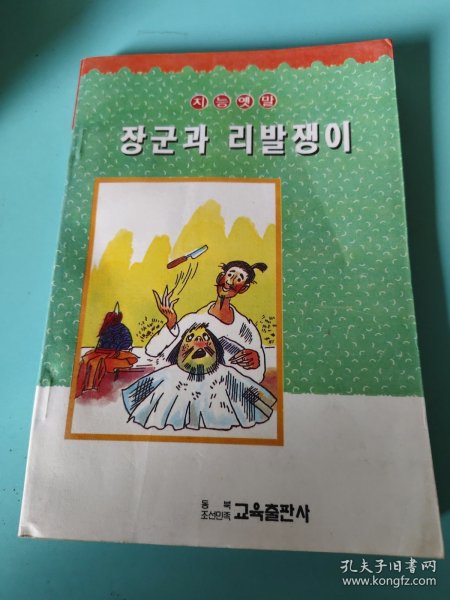 지능옛말
장군과 리발쟁이
동북
조선민족 교육출판사
孔夫子旧书网
www.kongfz.com